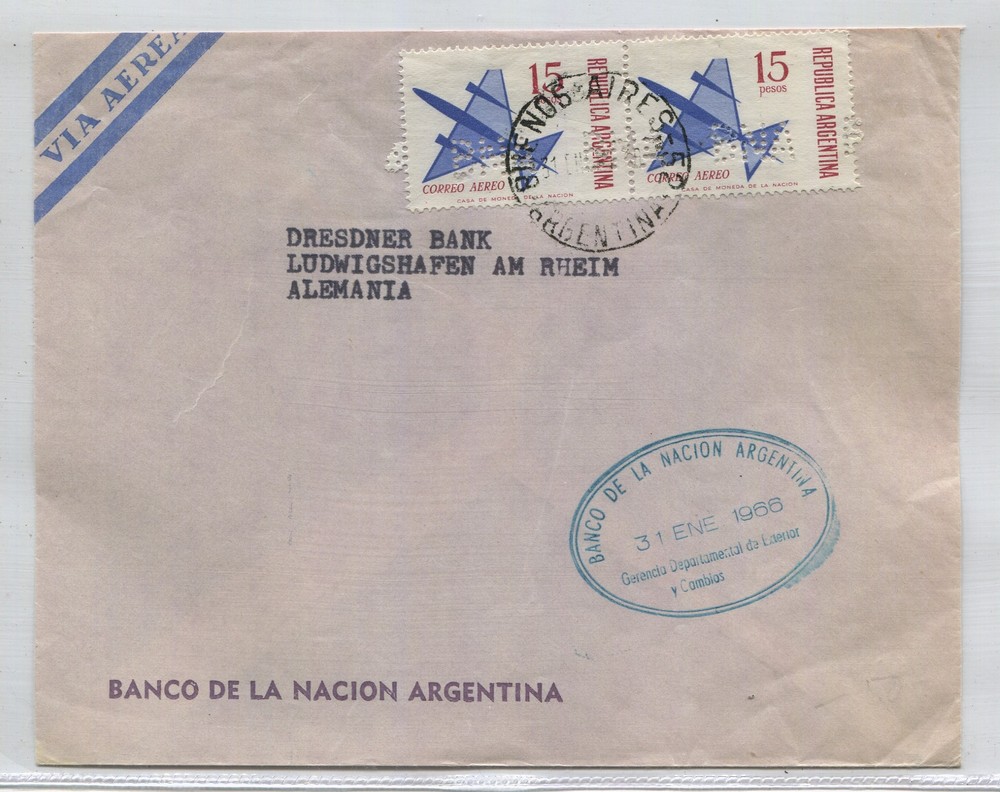 VIA AEREA
15
pesos
REPUBLICA ARGENTINA
CORREO AEREO
CASA DE MONEDA DE LA NACION
15
pesos
REPUBLICA ARGENTINA
CORREO AEREO
CASA DE MONEDA DE LA NACION
BUENOS AIRES
ARGENTINA
DRESDNER BANK
LUDWIGSHAFEN AM RHEIM
ALEMANIA
BANCO DE LA NACION ARGENTINA
31 ENE 1966
Gerencia Departamental de Exterior
y Cambios
BANCO DE LA NACION ARGENTINA